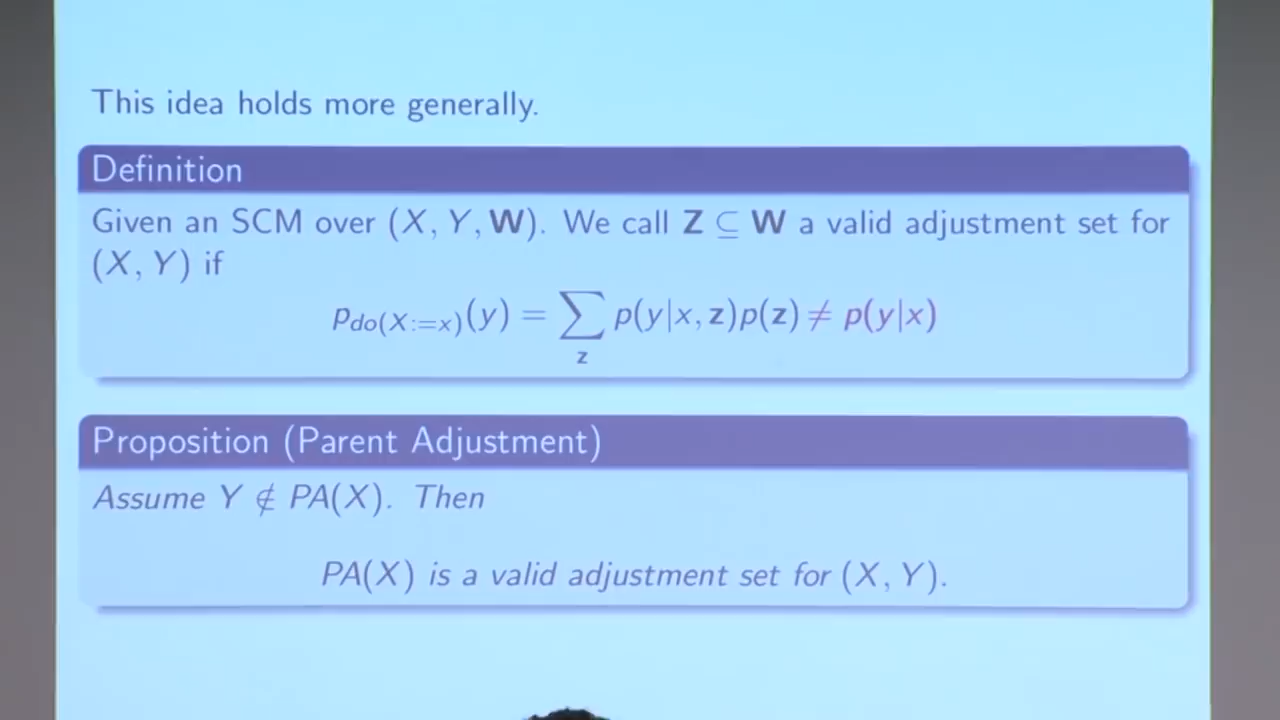 This idea holds more generally.
Definition
Given an SCM over (X, Y, W). We call Z ⊆ W a valid adjustment set for
(X, Y) if
p_{do(X:=x)}(y) = ∑_z p(y|x, z)p(z) ≠ p(y|x)
Proposition (Parent Adjustment)
Assume Y ∉ PA(X). Then
PA(X) is a valid adjustment set for (X, Y).